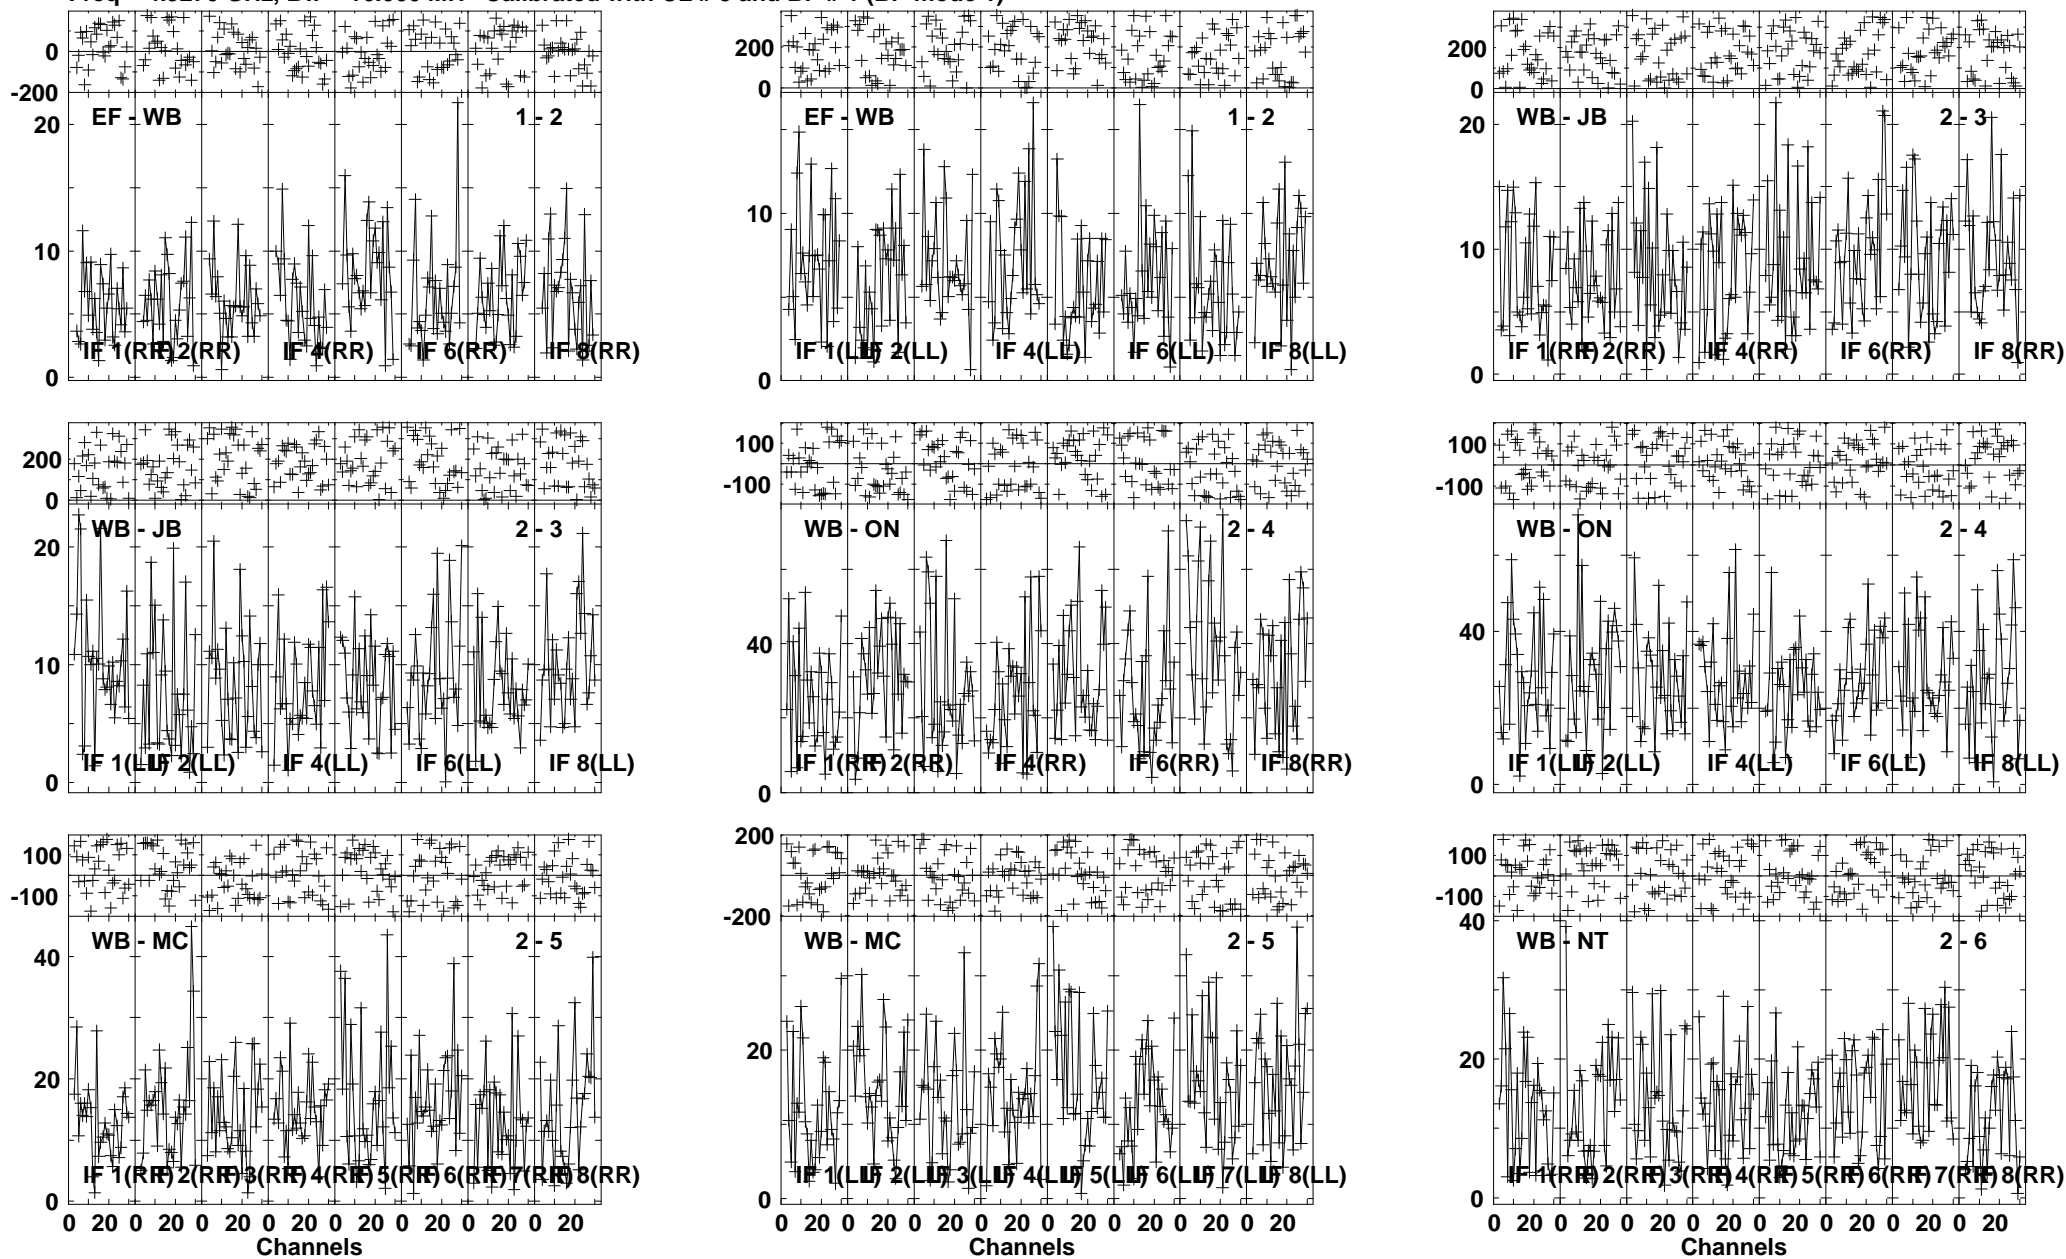 0
-200
20
10
0
EF - WB
1 - 2
IF 1(RR)
IF 2(RR)
IF 4(RR)
IF 6(RR)
IF 8(RR)
200
0
10
0
EF - WB
1 - 2
IF 1(LL)
IF 2(LL)
IF 4(LL)
IF 6(LL)
IF 8(LL)
200
0
20
10
0
WB - JB
2 - 3
IF 1(RR)
IF 2(RR)
IF 4(RR)
IF 6(RR)
IF 8(RR)
200
0
20
10
0
WB - JB
2 - 3
IF 1(LL)
IF 2(LL)
IF 4(LL)
IF 6(LL)
IF 8(LL)
100
-100
40
0
WB - ON
2 - 4
IF 1(RR)
IF 2(RR)
IF 4(RR)
IF 6(RR)
IF 8(RR)
100
-100
40
0
WB - ON
2 - 4
IF 1(LL)
IF 2(LL)
IF 4(LL)
IF 6(LL)
IF 8(LL)
100
-100
40
20
0
WB - MC
2 - 5
IF 1(RR)
IF 2(RR)
IF 3(RR)
IF 4(RR)
IF 5(RR)
IF 6(RR)
IF 7(RR)
IF 8(RR)
0 20 0 20 0 20 0 20 0 20 0 20 0 20 0 20
Channels
200
-200
20
0
WB - MC
2 - 5
IF 1(LL)
IF 2(LL)
IF 3(LL)
IF 4(LL)
IF 5(LL)
IF 6(LL)
IF 7(LL)
IF 8(LL)
0 20 0 20 0 20 0 20 0 20 0 20 0 20 0 20
Channels
100
-100
40
20
0
WB - NT
2 - 6
IF 1(RR)
IF 2(RR)
IF 3(RR)
IF 4(RR)
IF 5(RR)
IF 6(RR)
IF 7(RR)
IF 8(RR)
0 20 0 20 0 20 0 20 0 20 0 20 0 20 0 20
Channels